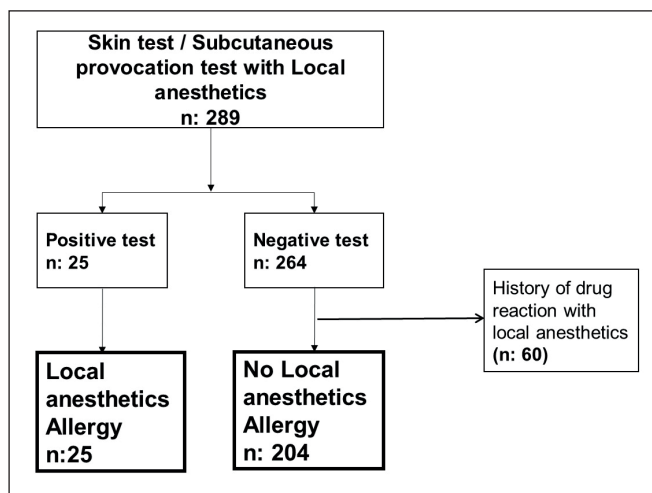 Skin test / Subcutaneous
provocation test with Local
anesthetics
n: 289
Positive test
n: 25
Negative test
n: 264
History of drug
reaction with
local anesthetics
(n: 60)
Local
anesthetics
Allergy
n:25
No Local
anesthetics
Allergy
n: 204